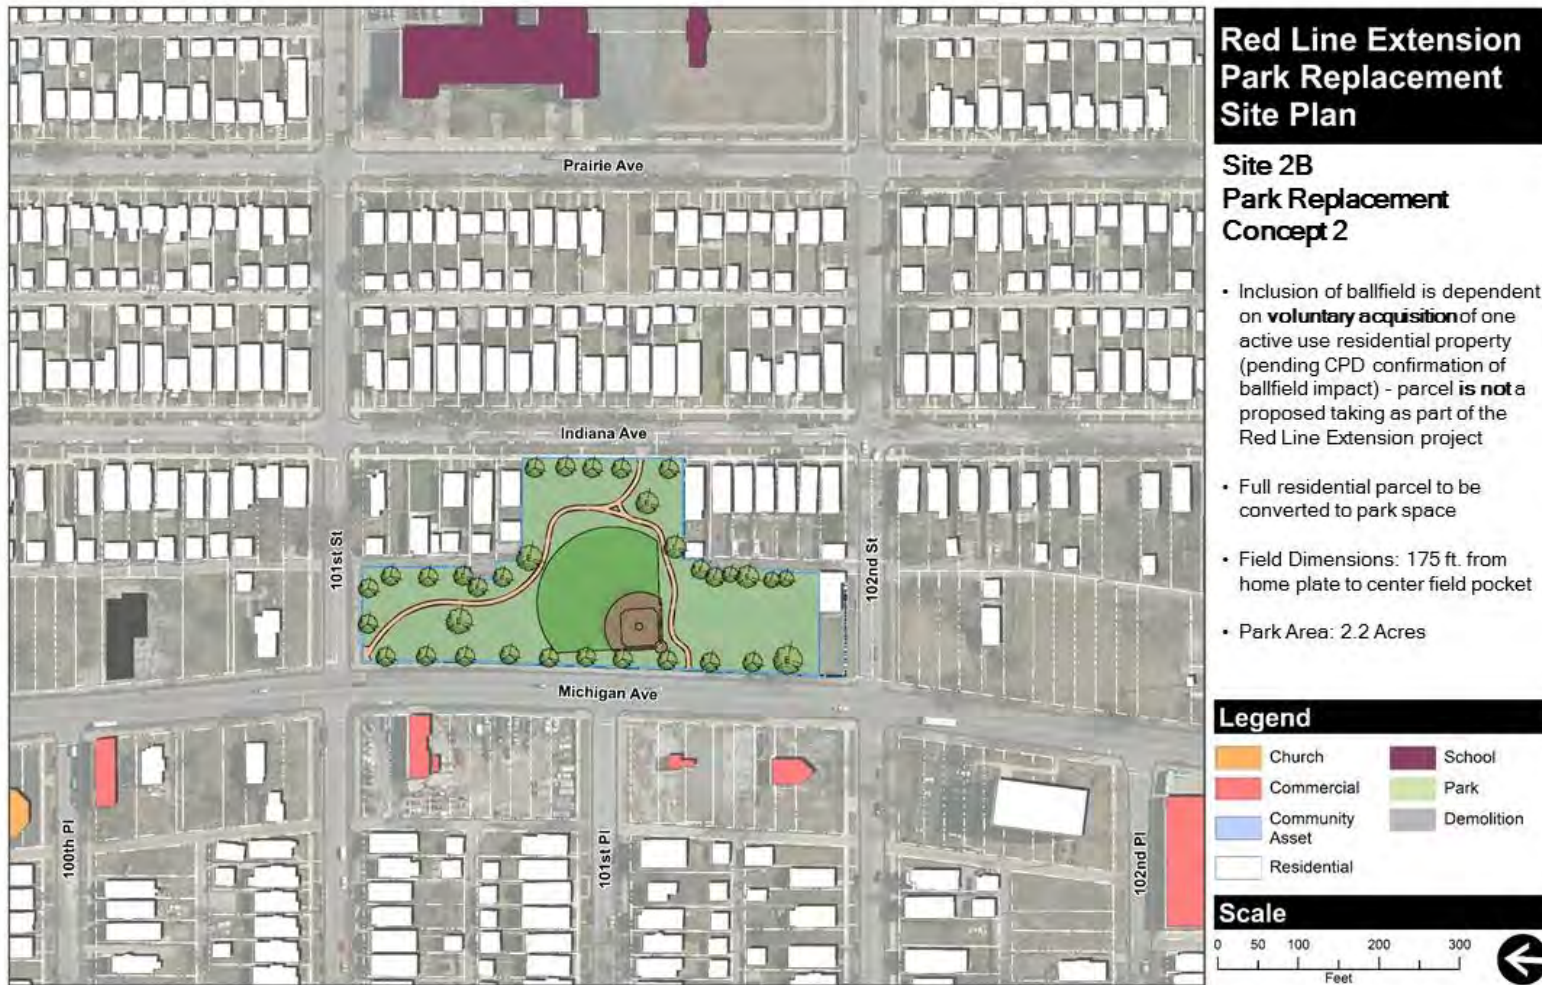 Red Line Extension
Park Replacement
Site Plan
Site 2B
Park Replacement
Concept 2
• Inclusion of ballfield is dependent
on voluntary acquisition of one
active use residential property
(pending CPD confirmation of
ballfield impact) - parcel is not a
proposed taking as part of the
Red Line Extension project
• Full residential parcel to be
converted to park space
• Field Dimensions: 175 ft. from
home plate to center field pocket
• Park Area: 2.2 Acres
Legend
Church
Commercial
Community
Asset
Residential
School
Park
Demolition
Scale
0 50 100 200 300
Feet
Prairie Ave
Indiana Ave
101st St
102nd St
Michigan Ave
100th Pl
101st Pl
102nd Pl